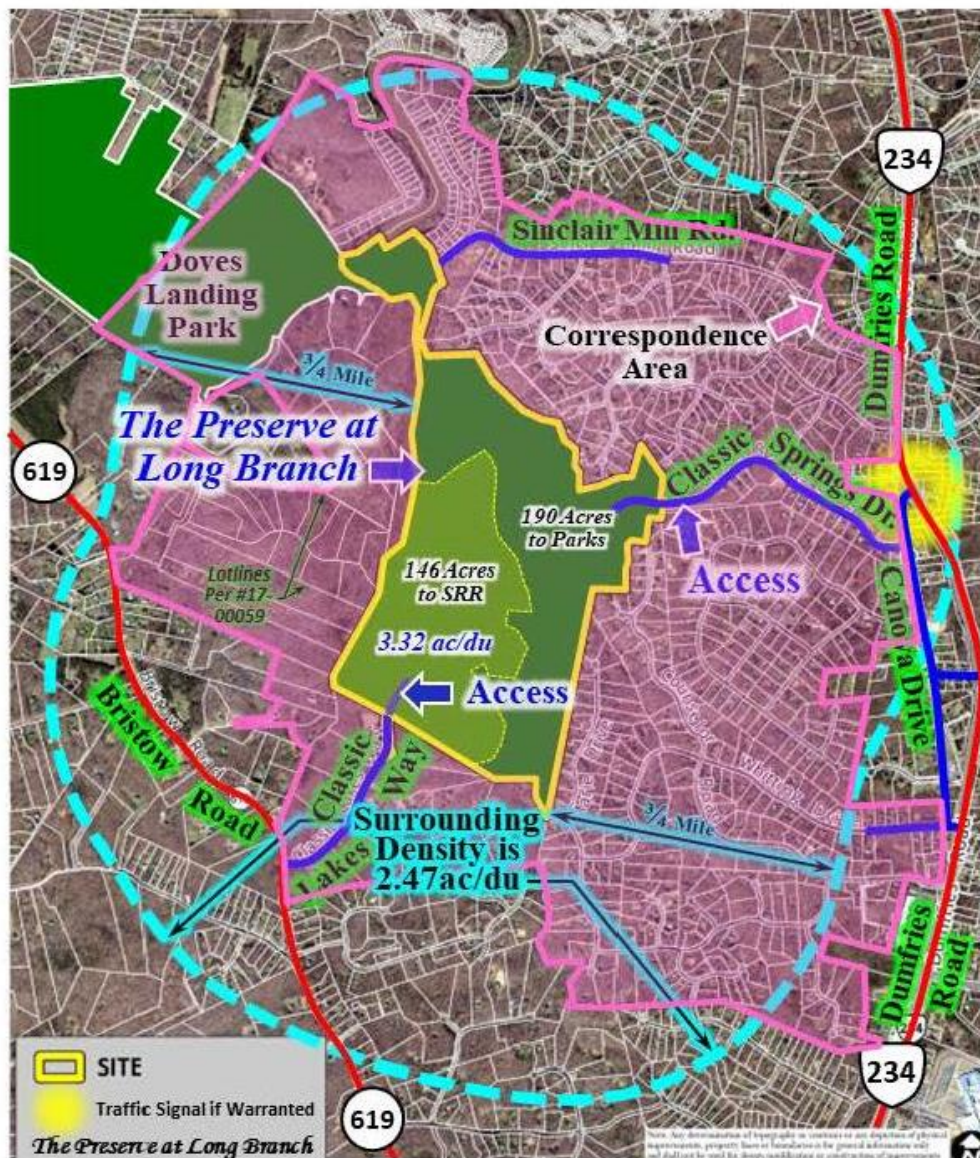 234
Sinclair Mill Rd.
Road
Dumfries Road
Doves
Landing
Park
Correspondence
Area
3/4 Mile
The Preserve at
Long Branch
619
Classic
Springs Dr.
190 Acres
to Parks
146 Acres
to SRR
Lotlines
Per #17-
00059
Access
3.32 ac/du
Canova Drive
Access
Bristow
Road
Classic
Lakes Way
Surrounding
Density is
2.47ac/du
3/4 Mile
Dumfries
Road
234
SITE
Traffic Signal if Warranted
The Preserve at Long Branch
619